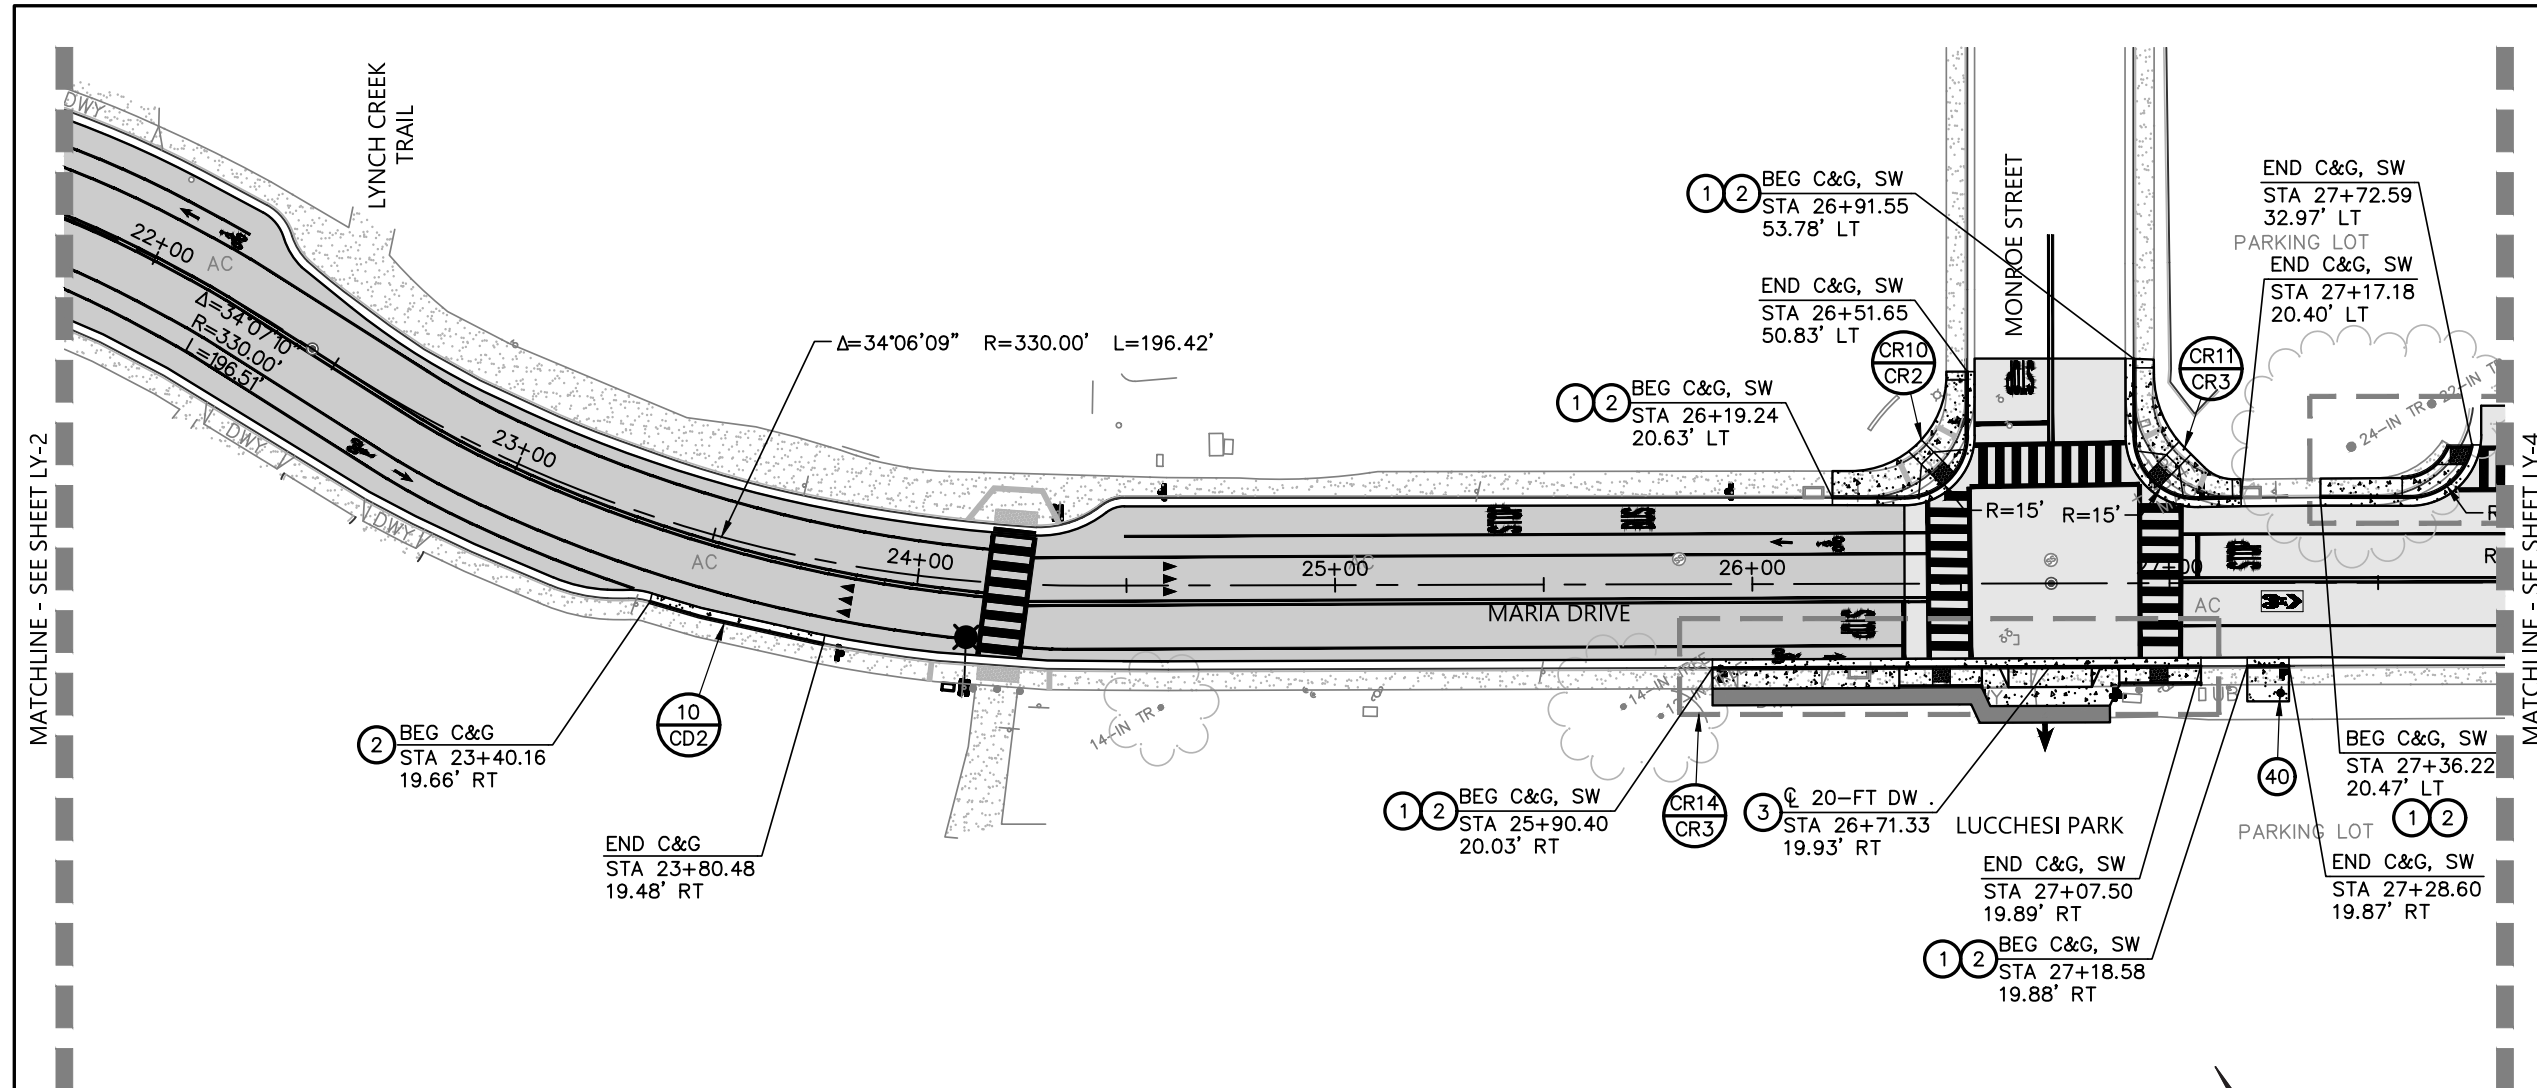 MATCHLINE - SEE SHEET LY-2
DWY
LYNCH CREEK
TRAIL
22+00
AC
Δ=34°07'10"
R=330.00'
L=196.51'
DWY
DWY
23+00
Δ=34°06'09" R=330.00' L=196.42'
AC
24+00
25+00
AC
26+00
MARIA DRIVE
27+00
AC
MONROE STREET
1 2 BEG C&G, SW
STA 26+91.55
53.78' LT
END C&G, SW
STA 26+51.65
50.83' LT
CR10
CR2
1 2 BEG C&G, SW
STA 26+19.24
20.63' LT
CR11
CR3
END C&G, SW
STA 27+72.59
32.97' LT
PARKING LOT
END C&G, SW
STA 27+17.18
20.40' LT
24-IN TR
22-IN
R=15'
R=15'
R
R
2 BEG C&G
STA 23+40.16
19.66' RT
10
CD2
END C&G
STA 23+80.48
19.48' RT
14-IN TR
14-IN TREE
1 2 BEG C&G, SW
STA 25+90.40
20.03' RT
CR14
CR3
3 ℄ 20-FT DW .
STA 26+71.33
19.93' RT
LUCCHESI PARK
END C&G, SW
STA 27+07.50
19.89' RT
1 2 BEG C&G, SW
STA 27+18.58
19.88' RT
UB
40
BEG C&G, SW
STA 27+36.22
20.47' LT
1 2
PARKING LOT
END C&G, SW
STA 27+28.60
19.87' RT
MATCHLINE - SEE SHEET LY-4